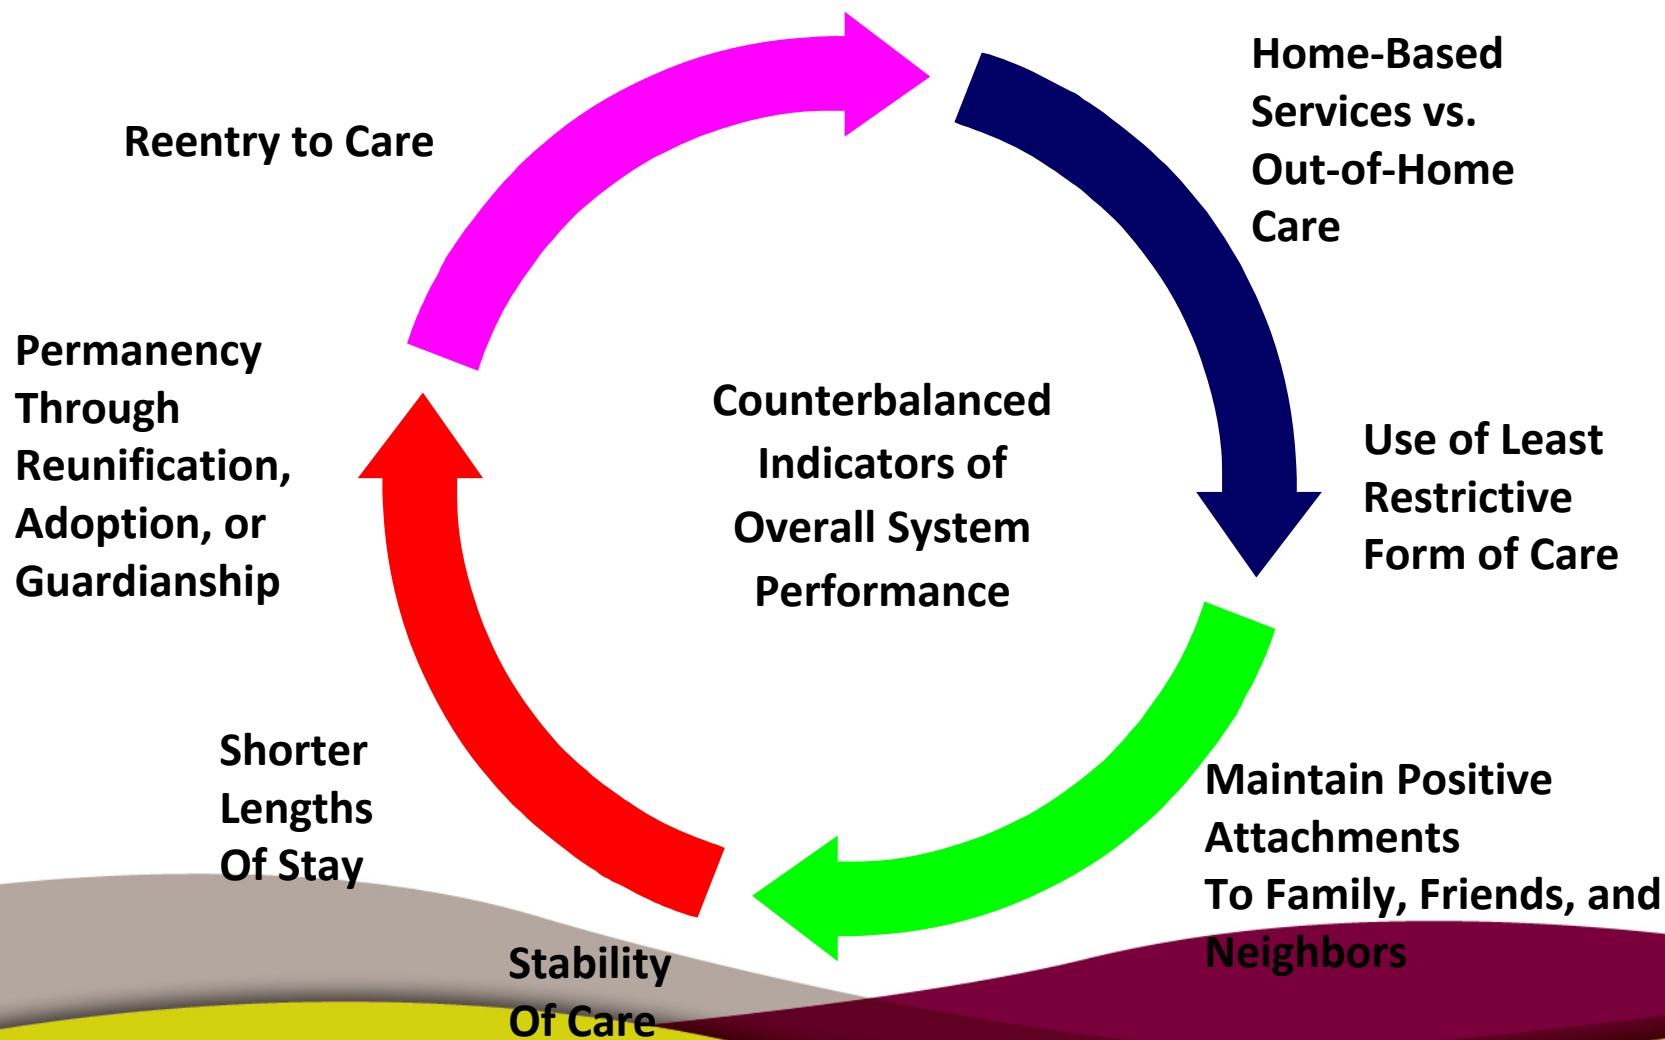 Reentry to Care
Home-Based
Services vs.
Out-of-Home
Care
Permanency
Through
Reunification,
Adoption, or
Guardianship
Counterbalanced
Indicators of
Overall System
Performance
Use of Least
Restrictive
Form of Care
Shorter
Lengths
Of Stay
Maintain Positive
Attachments
To Family, Friends, and
Neighbors
Stability
Of Care